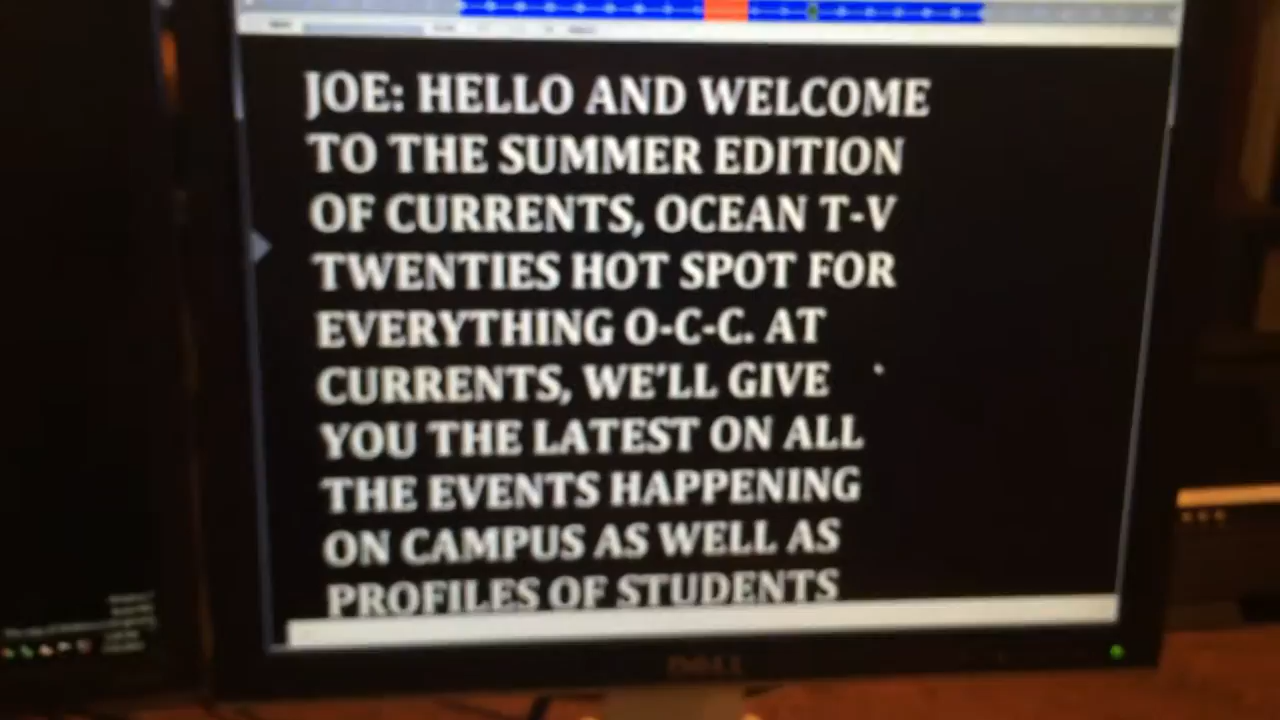 JOE: HELLO AND WELCOME
TO THE SUMMER EDITION
OF CURRENTS, OCEAN T-V
TWENTIES HOT SPOT FOR
EVERYTHING O-C-C. AT
CURRENTS, WE'LL GIVE
YOU THE LATEST ON ALL
THE EVENTS HAPPENING
ON CAMPUS AS WELL AS
PROFILES OF STUDENTS
DELL